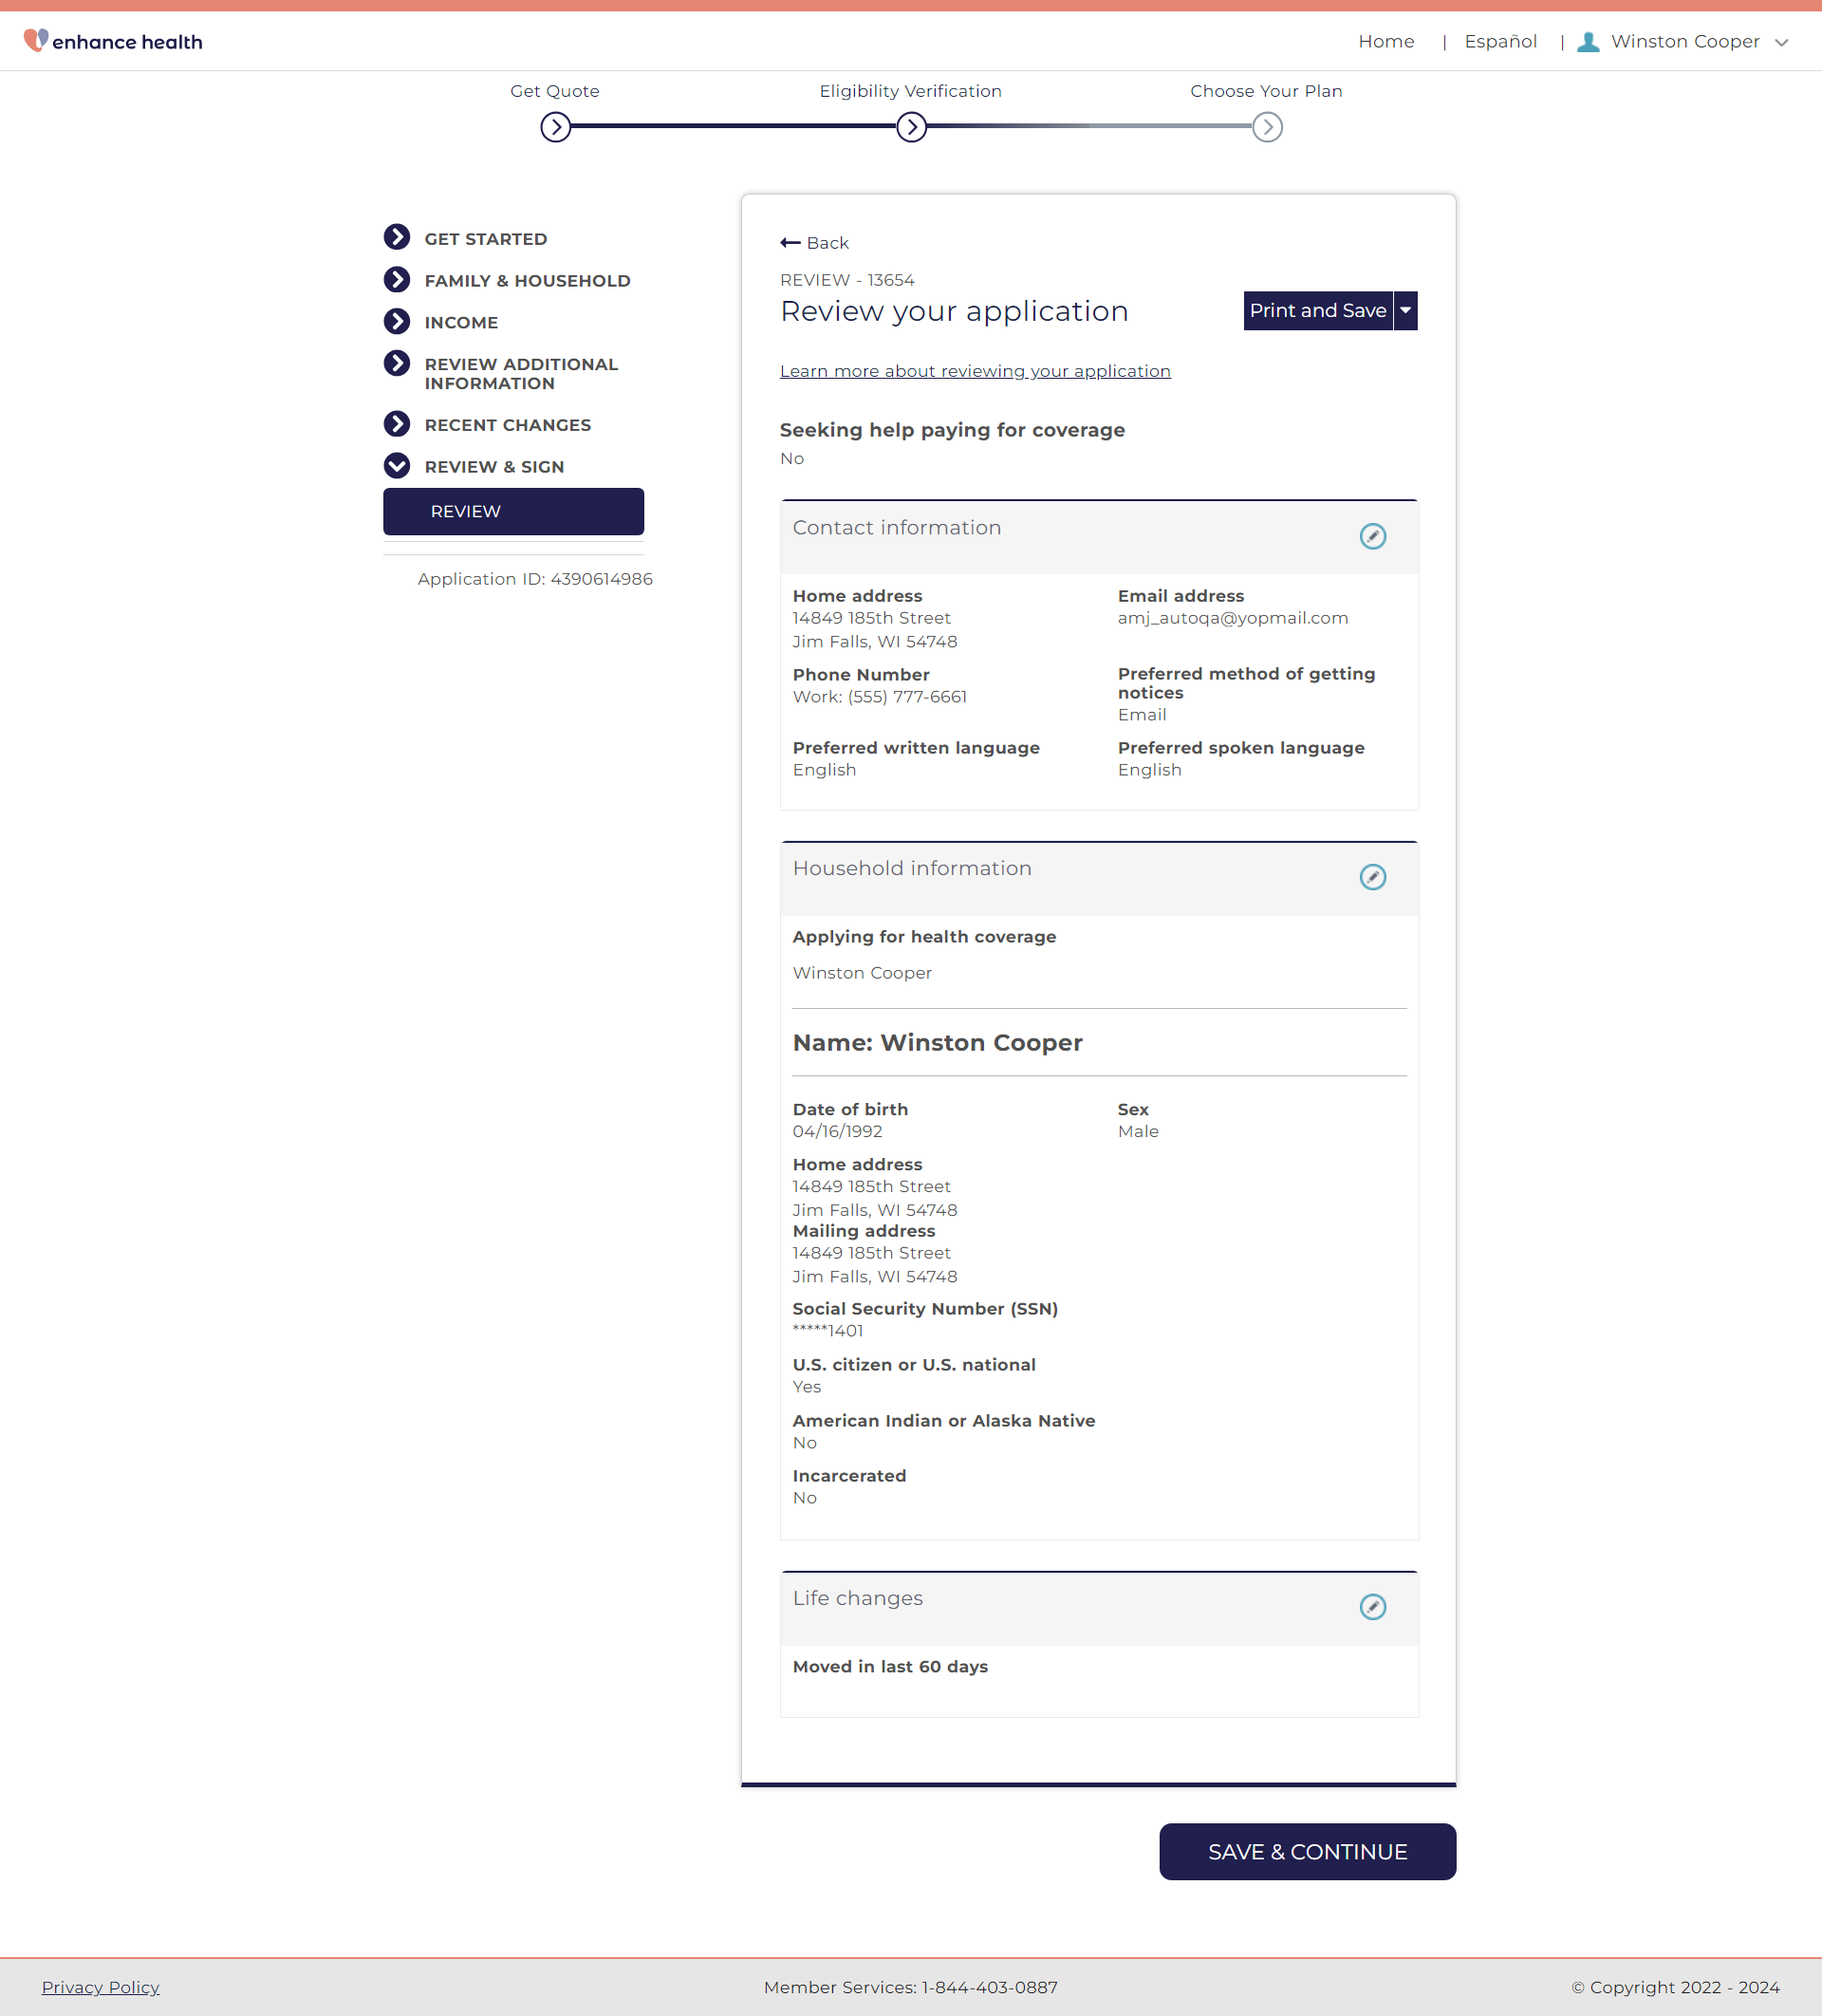 enhance health
Home | Español | Winston Cooper
Get Quote
Eligibility Verification
Choose Your Plan
GET STARTED
FAMILY & HOUSEHOLD
INCOME
REVIEW ADDITIONAL
INFORMATION
RECENT CHANGES
REVIEW & SIGN
REVIEW
Application ID: 4390614986
Back
REVIEW - 13654
Review your application
Print and Save
Learn more about reviewing your application
Seeking help paying for coverage
No
Contact information
Home address
14849 185th Street
Jim Falls, WI 54748
Email address
amj_autoqa@yopmail.com
Phone Number
Work: (555) 777-6661
Preferred method of getting
notices
Email
Preferred written language
English
Preferred spoken language
English
Household information
Applying for health coverage
Winston Cooper
Name: Winston Cooper
Date of birth
04/16/1992
Sex
Male
Home address
14849 185th Street
Jim Falls, WI 54748
Mailing address
14849 185th Street
Jim Falls, WI 54748
Social Security Number (SSN)
*****1401
U.S. citizen or U.S. national
Yes
American Indian or Alaska Native
No
Incarcerated
No
Life changes
Moved in last 60 days
SAVE & CONTINUE
Privacy Policy
Member Services: 1-844-403-0887
© Copyright 2022 - 2024